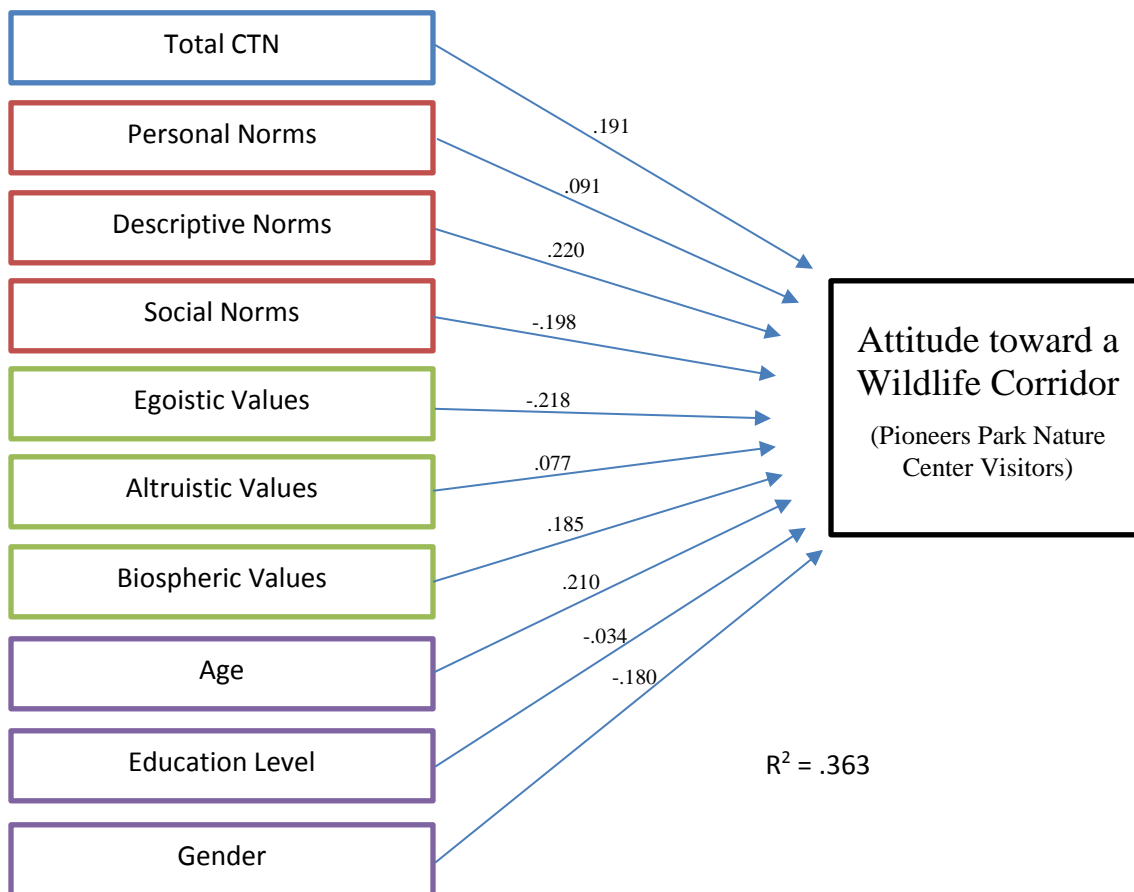 Total CTN
.191
Personal Norms
.091
Descriptive Norms
.220
Social Norms
-.198
Egoistic Values
-.218
Altruistic Values
.077
Biospheric Values
.185
Age
.210
Education Level
-.034
Gender
-.180
Attitude toward a
Wildlife Corridor
(Pioneers Park Nature
Center Visitors)
R² = .363